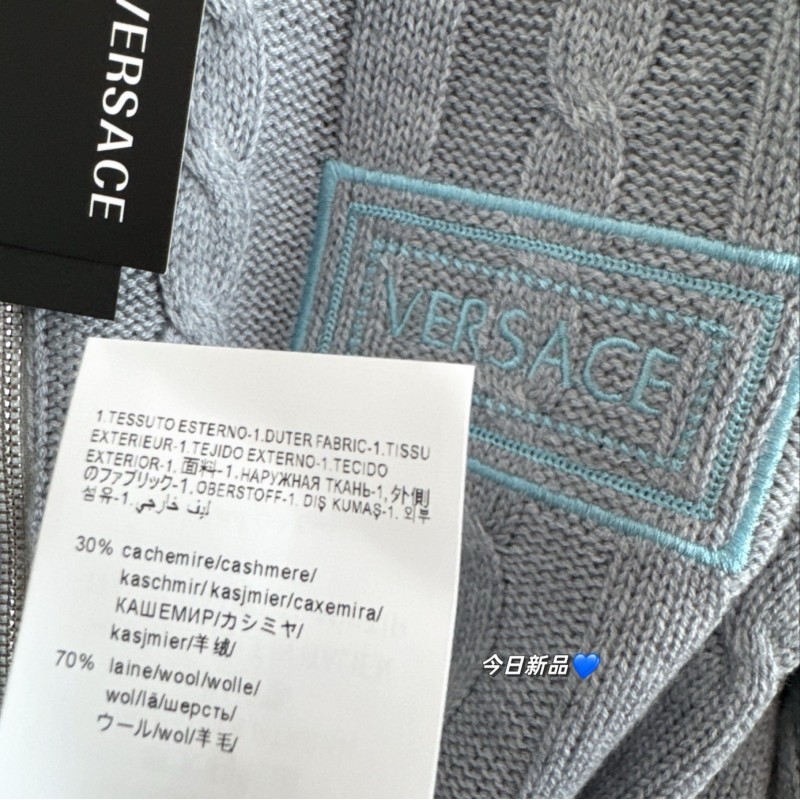 VERSACE
VERSACE
1.TESSUTO ESTERNO-1.DUTER FABRIC-1.TISSU
EXTERIEUR-1.TEJIDO EXTERNO-1.TECIDO
EXTERIOR-1. 面料-1.НАРУЖНАЯ ТКАНЬ-1,外側
のファブリック-1.OBERSTOFF-1. DIŞ KUMAŞ-1. 외부
섬유-1.ليف خارجي
30% cachemire/cashmere/
kaschmir/kasjmier/caxemira/
КАШЕМИР/カシミヤ/
kasjmier/羊绒/
70% laine/wool/wolle/
wol/lã/шерсть/
ウール/wol/羊毛/
今日新品💙